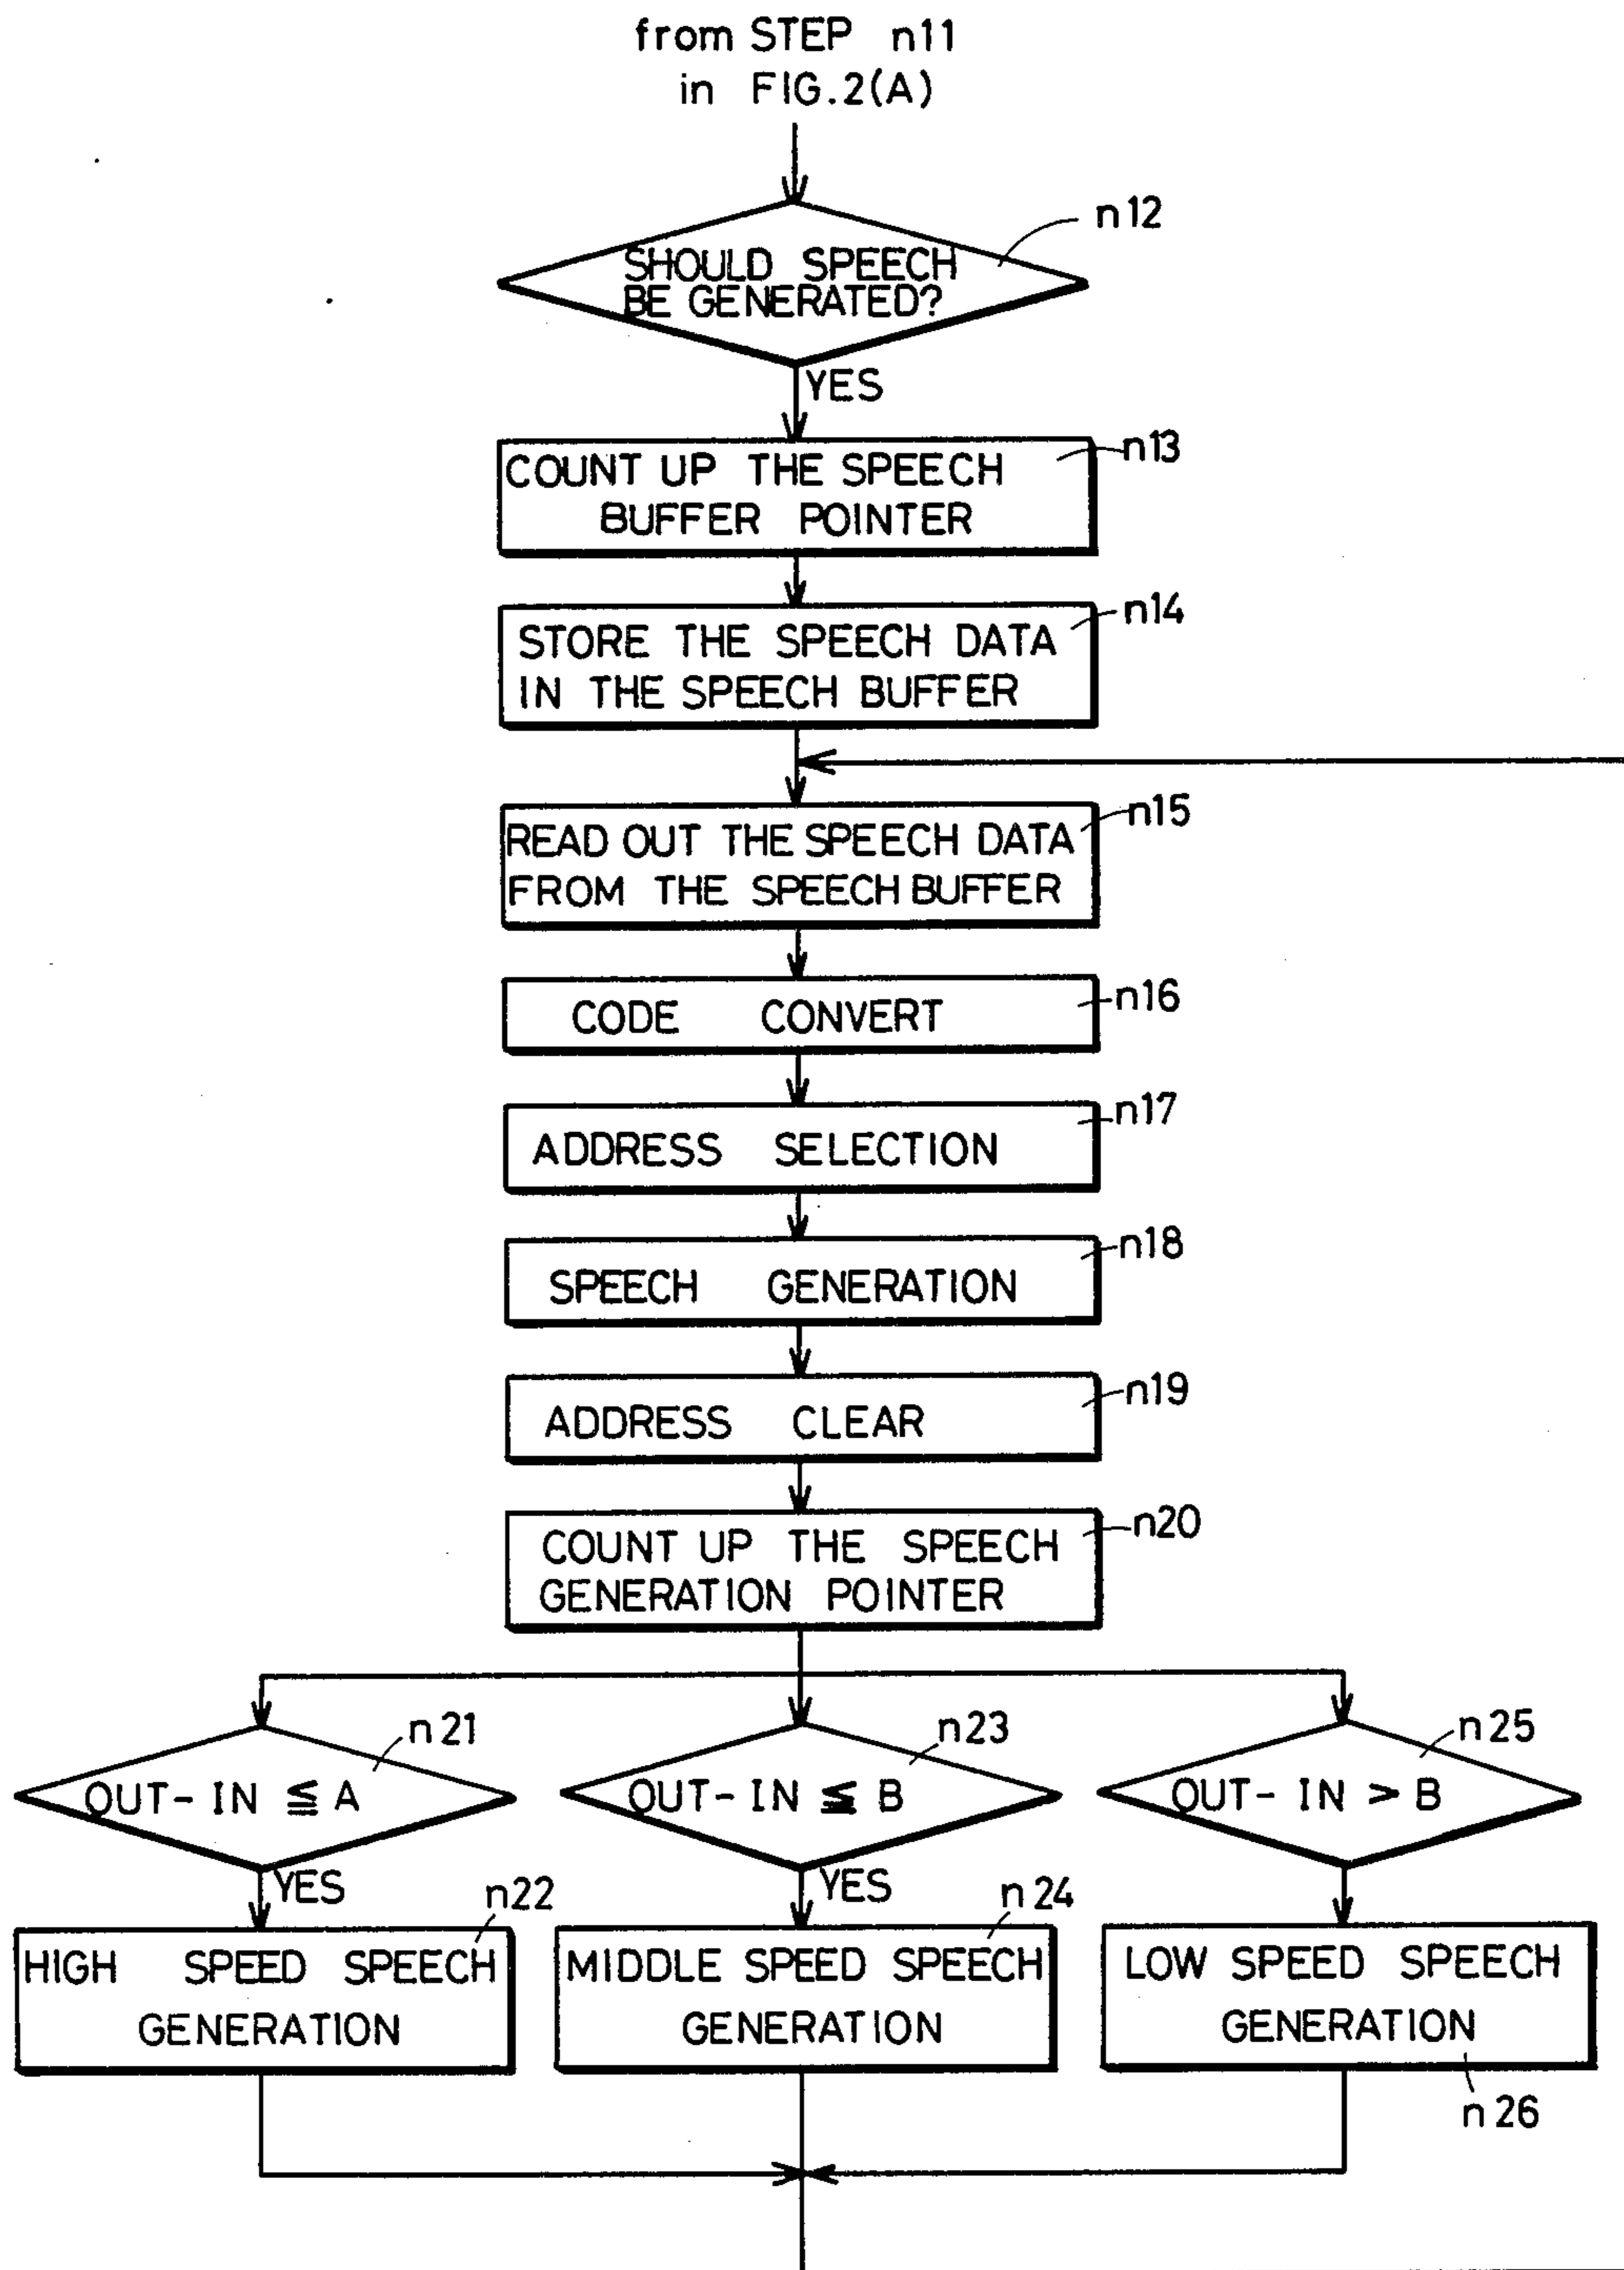 from STEP n11
in FIG.2(A)
n12
SHOULD SPEECH
BE GENERATED?
YES
n13
COUNT UP THE SPEECH
BUFFER POINTER
n14
STORE THE SPEECH DATA
IN THE SPEECH BUFFER
n15
READ OUT THE SPEECH DATA
FROM THE SPEECH BUFFER
n16
CODE CONVERT
n17
ADDRESS SELECTION
n18
SPEECH GENERATION
n19
ADDRESS CLEAR
n20
COUNT UP THE SPEECH
GENERATION POINTER
n21
OUT-IN ≦ A
YES
n22
HIGH SPEED SPEECH
GENERATION
n23
OUT-IN ≦ B
YES
n24
MIDDLE SPEED SPEECH
GENERATION
n25
OUT-IN > B
LOW SPEED SPEECH
GENERATION
n26